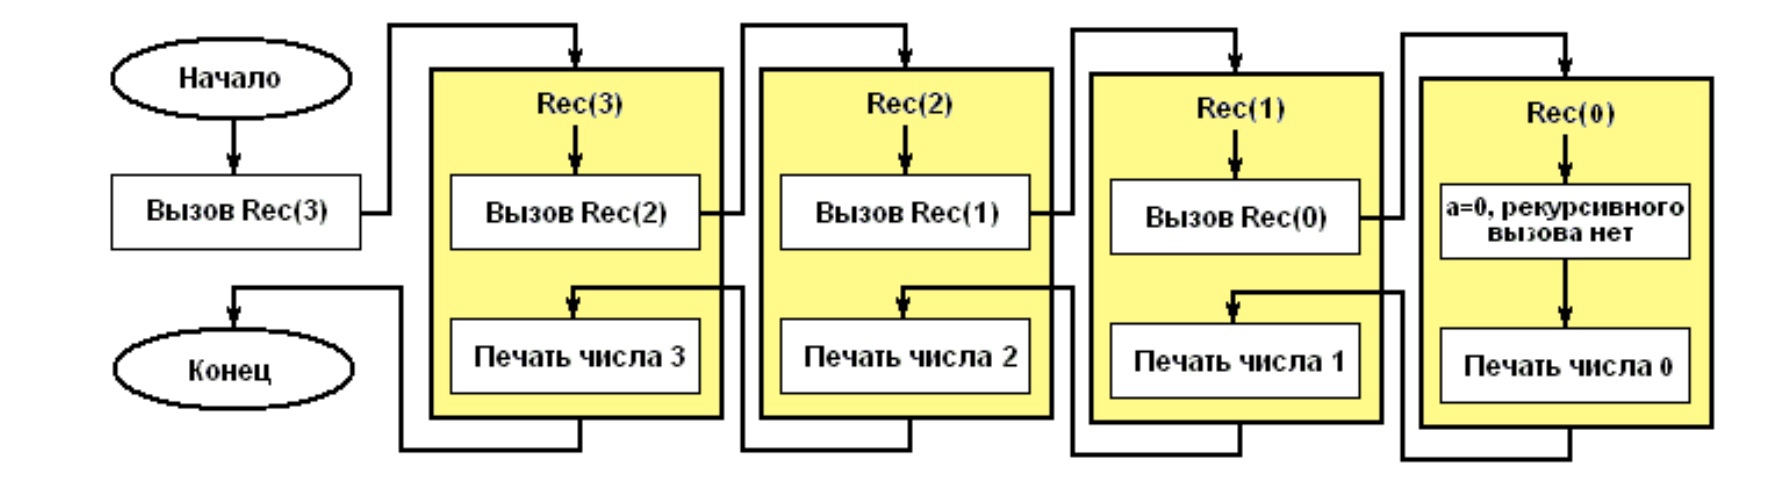 Начало
Вызов Rec(3)
Конец
Rec(3)
Вызов Rec(2)
Печать числа 3
Rec(2)
Вызов Rec(1)
Печать числа 2
Rec(1)
Вызов Rec(0)
Печать числа 1
Rec(0)
a=0, рекурсивного
вызова нет
Печать числа 0